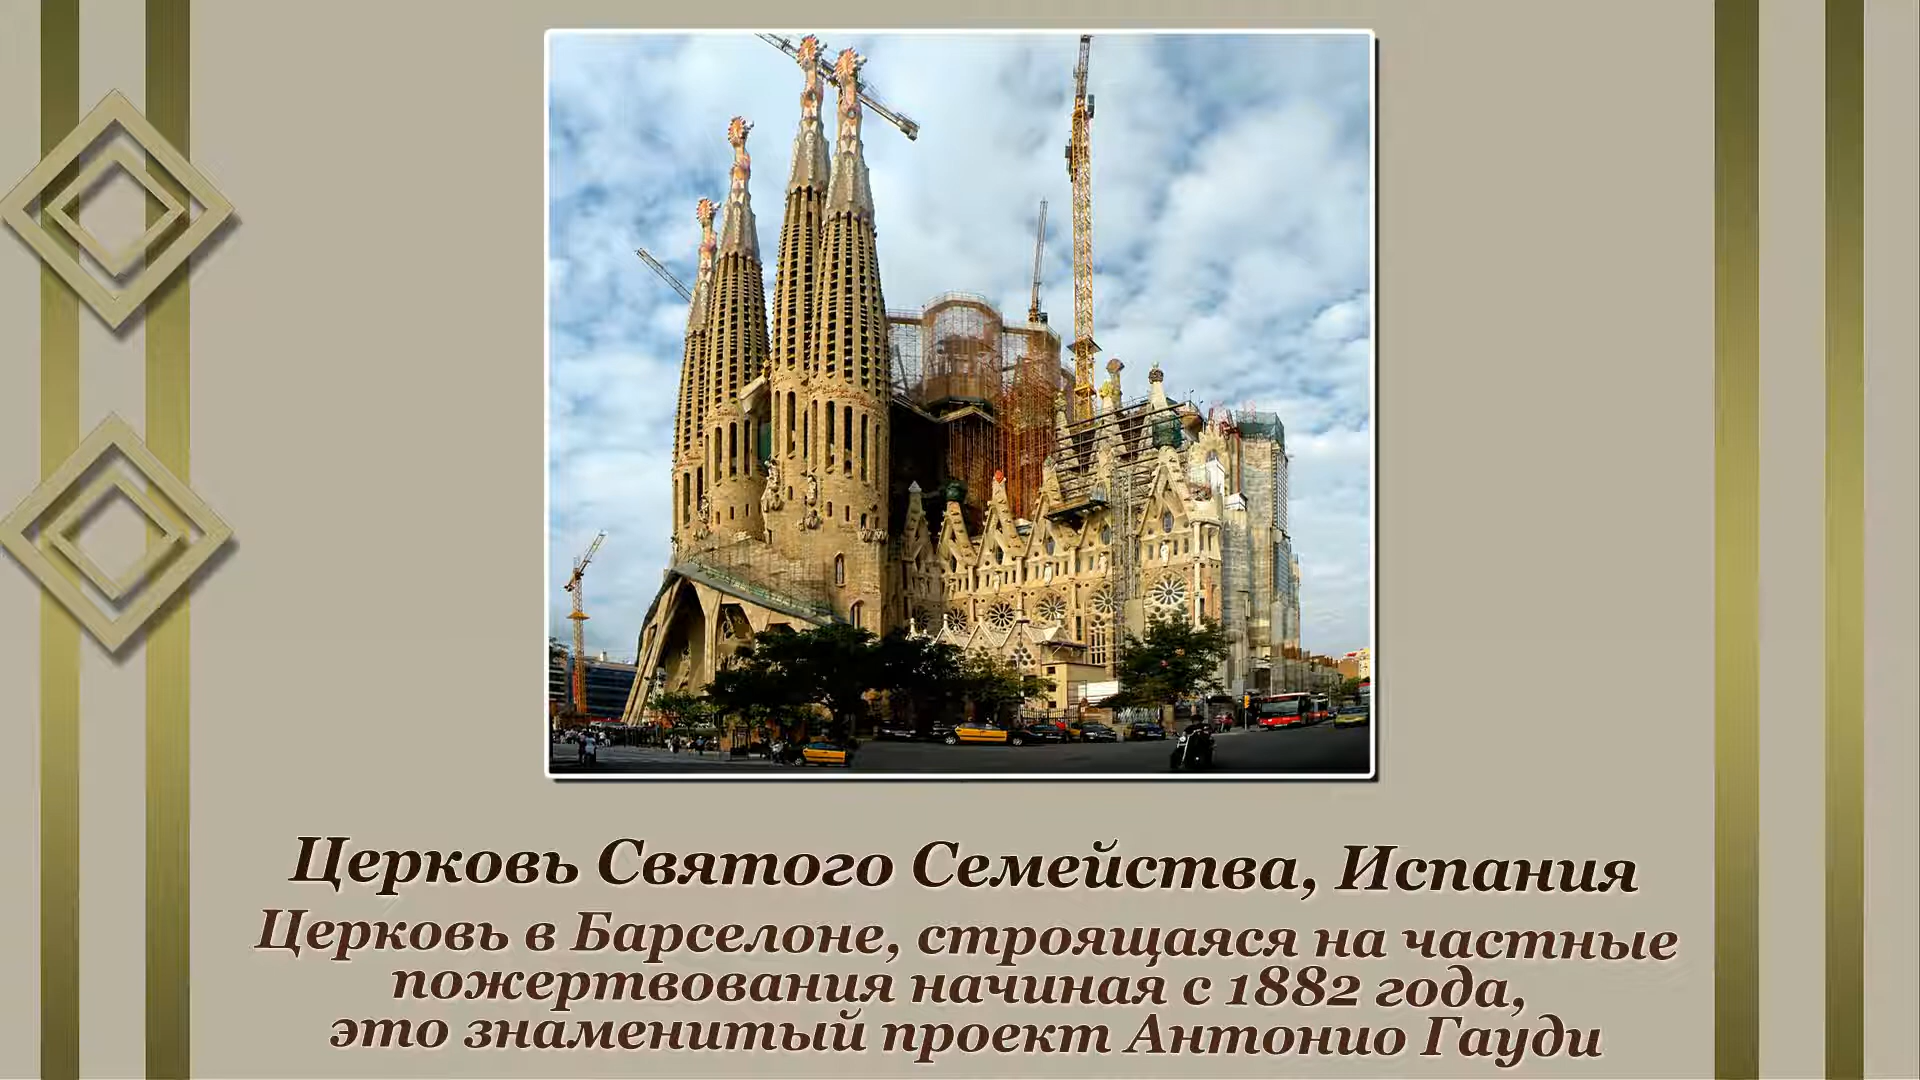 Церковь Святого Семейства, Испания
Церковь в Барселоне, строящаяся на частные
пожертвования начиная с 1882 года,
это знаменитый проект Антонио Гауди